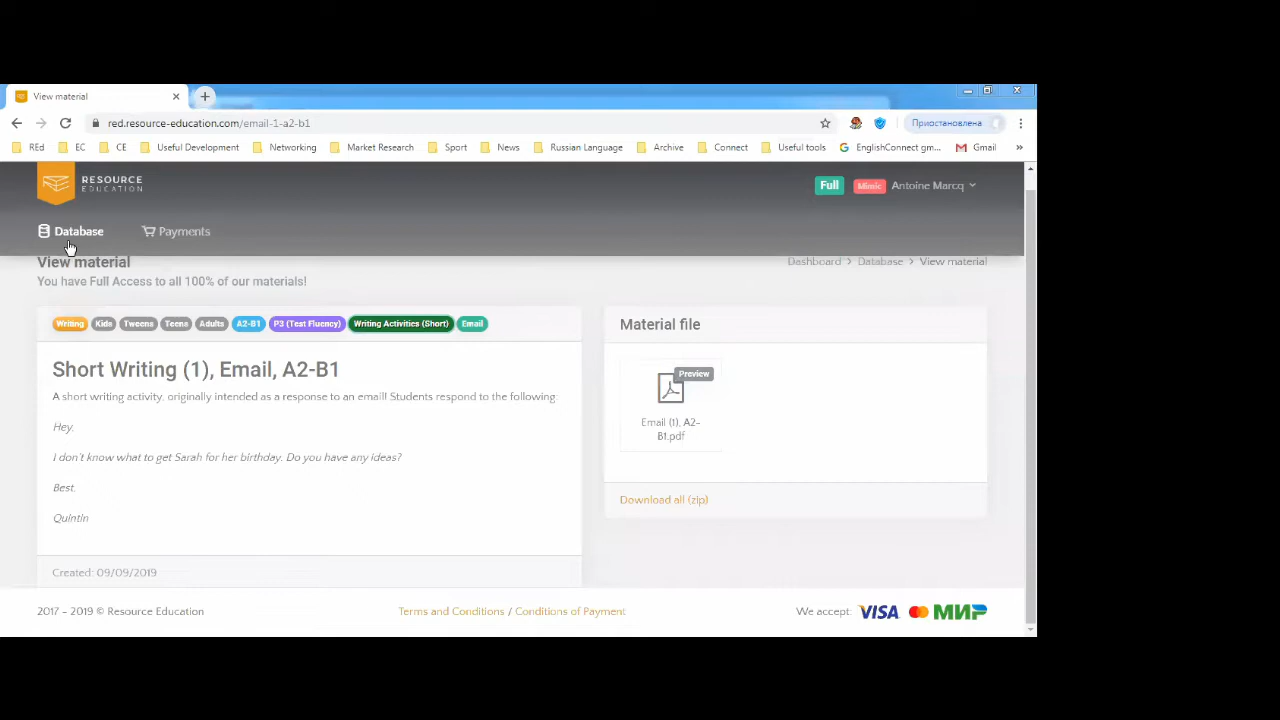 View material
red.resource-education.com/email-1-a2-b1
Приостановлена
REd EC CE Useful Development Networking Market Research Sport News Russian Language Archive Connect Useful tools EnglishConnect gm... Gmail »
RESOURCE
EDUCATION
Full Mimic Antoine Marcq
Database Payments
View material
Dashboard > Database > View material
You have Full Access to all 100% of our materials!
Writing Kids Tweens Teens Adults A2-B1 P3 (Test Fluency) Writing Activities (Short) Email
Short Writing (1), Email, A2-B1
A short writing activity, originally intended as a response to an email! Students respond to the following:
Hey,
I don't know what to get Sarah for her birthday. Do you have any ideas?
Best,
Quintin
Created: 09/09/2019
Material file
Preview
Email (1), A2-
B1.pdf
Download all (zip)
2017 - 2019 © Resource Education
Terms and Conditions / Conditions of Payment
We accept: VISA МИР